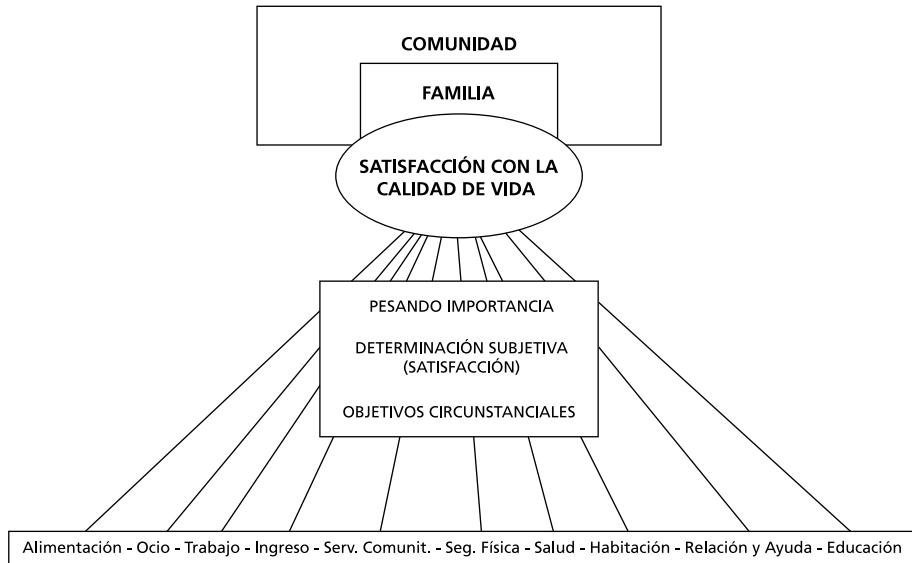 COMUNIDAD
FAMILIA
SATISFACCIÓN CON LA
CALIDAD DE VIDA
PESANDO IMPORTANCIA
DETERMINACIÓN SUBJETIVA
(SATISFACCIÓN)
OBJETIVOS CIRCUNSTANCIALES
Alimentación - Ocio - Trabajo - Ingreso - Serv. Comunit. - Seg. Física - Salud - Habitación - Relación y Ayuda - Educación